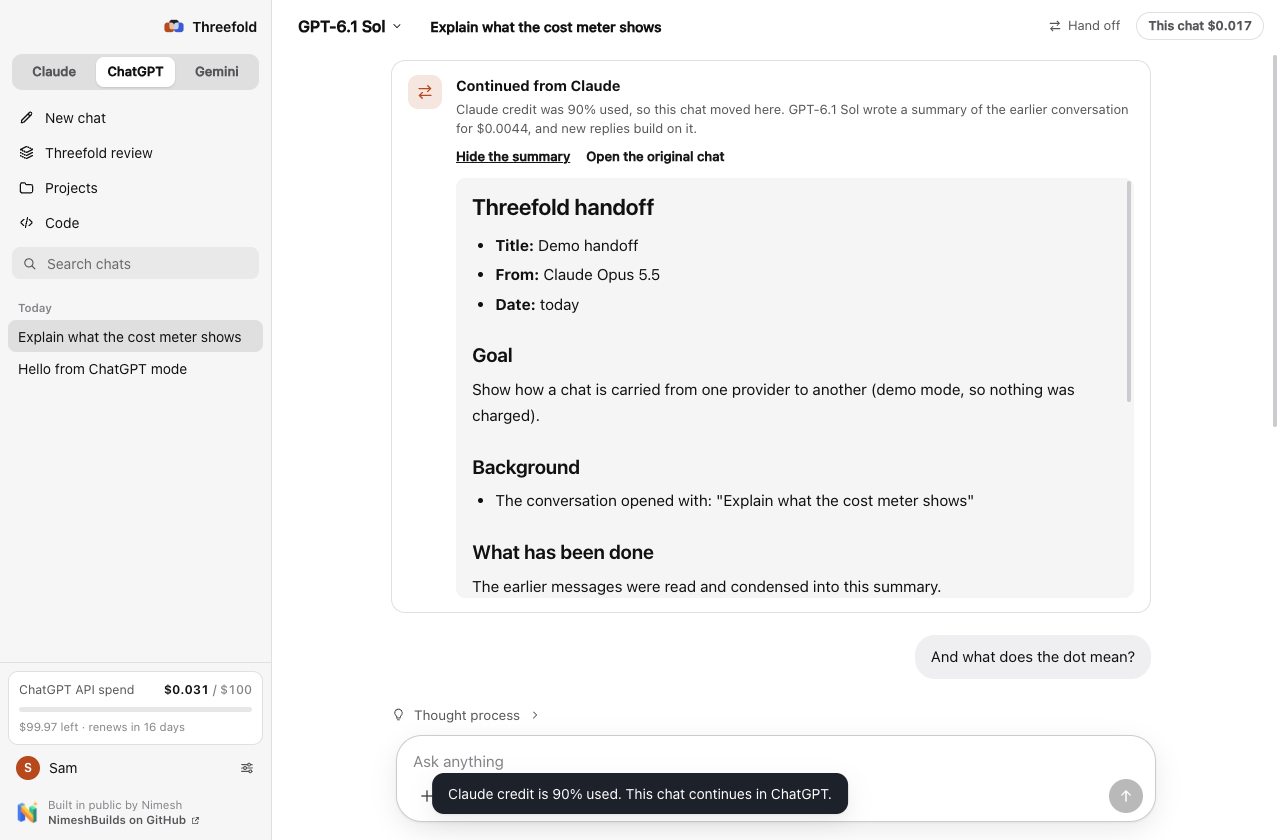 Threefold
Claude
ChatGPT
Gemini
New chat
Threefold review
Projects
Code
Search chats
Today
Explain what the cost meter shows
Hello from ChatGPT mode
ChatGPT API spend $0.031 / $100
$99.97 left · renews in 16 days
S
Sam
Built in public by Nimesh
NimeshBuilds on GitHub
GPT-6.1 Sol
Explain what the cost meter shows
Hand off
This chat $0.017
Continued from Claude
Claude credit was 90% used, so this chat moved here. GPT-6.1 Sol wrote a summary of the earlier conversation
for $0.0044, and new replies build on it.
Hide the summary
Open the original chat
Threefold handoff
• Title: Demo handoff
• From: Claude Opus 5.5
• Date: today
Goal
Show how a chat is carried from one provider to another (demo mode, so nothing was
charged).
Background
• The conversation opened with: "Explain what the cost meter shows"
What has been done
The earlier messages were read and condensed into this summary.
And what does the dot mean?
Thought process
Ask anything
Claude credit is 90% used. This chat continues in ChatGPT.